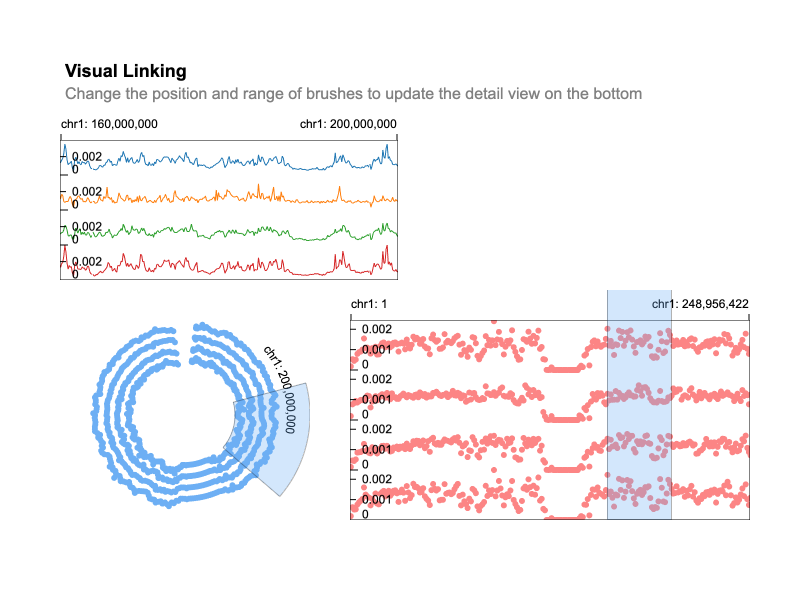 Visual Linking
Change the position and range of brushes to update the detail view on the bottom
chr1: 160,000,000
chr1: 200,000,000
0.002
0
0.002
0
0.002
0
0.002
0
chr1: 200,000,000
chr1: 1
chr1: 248,956,422
0.002
0.001
0
0.002
0.001
0
0.002
0.001
0
0.002
0.001
0